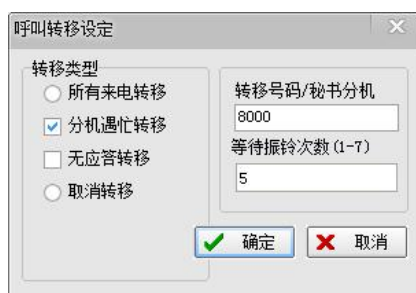 呼叫转移设定
转移类型
所有来电转移
分机遇忙转移
无应答转移
取消转移
转移号码/秘书分机
8000
等待振铃次数(1-7)
5
确定
取消